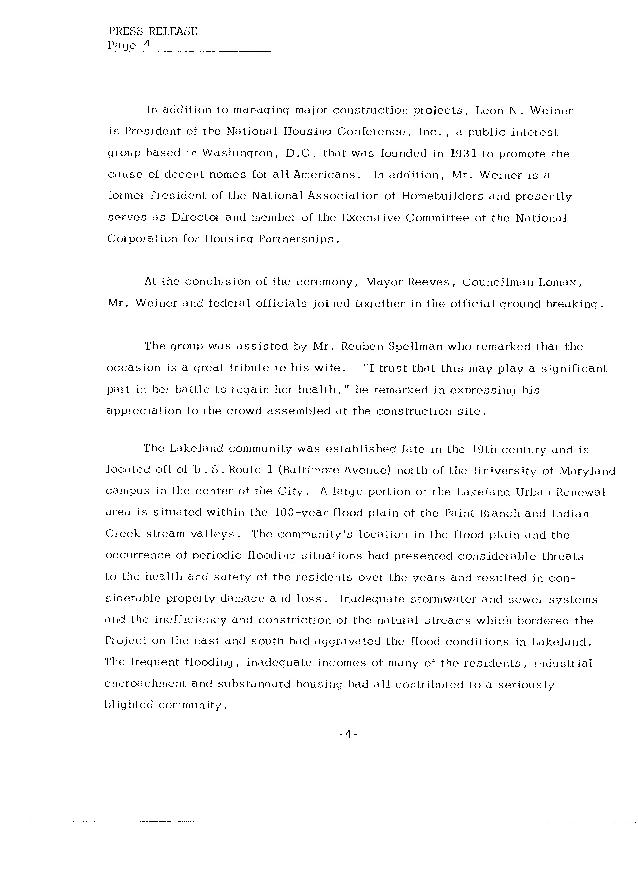 PRESS RELEASE
Page 4
In addition to managing major construction projects, Leon N. Weiner
is President of the National Housing Conference, Inc., a public interest
group based in Washington, D.C. that was founded in 1931 to promote the
cause of decent homes for all Americans. In addition, Mr. Weiner is a
former President of the National Association of Homebuilders and presently
serves as Director and member of the Executive Committee of the National
Corporation for Housing Partnerships.
At the conclusion of the ceremony, Mayor Reeves, Councilman Lomax,
Mr. Weiner and federal officials joined together in the official ground breaking.
The group was assisted by Mr. Reuben Spellman who remarked that the
occasion is a great tribute to his wife. "I trust that this may play a significant
part in her battle to regain her health," he remarked in expressing his
appreciation to the crowd assembled at the construction site.
The Lakeland community was established late in the 19th century and is
located off of U.S. Route 1 (Baltimore Avenue) north of the University of Maryland
campus in the center of the City. A large portion of the Lakeland Urban Renewal
area is situated within the 100-year flood plain of the Paint Branch and Indian
Creek stream valleys. The community's location in the flood plain and the
occurrence of periodic flooding situations had presented considerable threats
to the health and safety of the residents over the years and resulted in con-
siderable property damage and loss. Inadequate stormwater and sewer systems
and the inefficiency and constriction of the natural streams which bordered the
Project on the east and south had aggravated the flood conditions in Lakeland.
The frequent flooding, inadequate incomes of many of the residents, industrial
encroachment and substandard housing had all contributed to a seriously
blighted community.
-4-